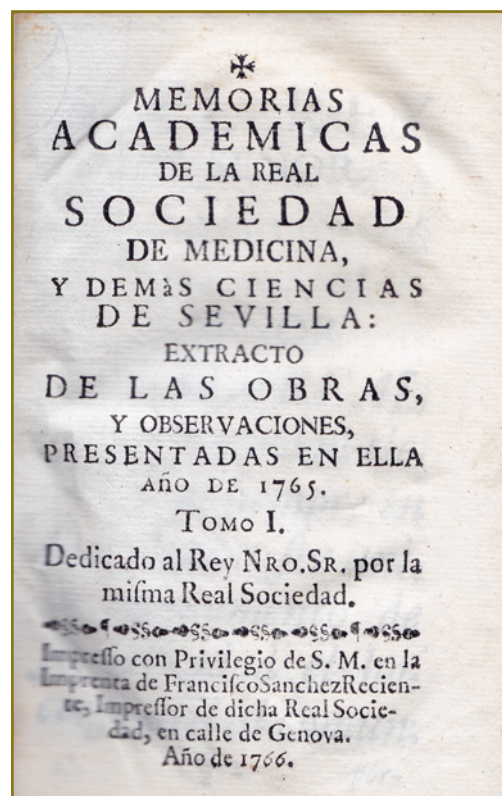 ✠
MEMORIAS
ACADEMICAS
DE LA REAL
SOCIEDAD
DE MEDICINA,
Y DEMàS CIENCIAS
DE SEVILLA:
EXTRACTO
DE LAS OBRAS,
Y OBSERVACIONES,
PRESENTADAS EN ELLA
AñO DE 1765.
TOMO I.
Dedicado al Rey NRO.SR. por la
miſma Real Sociedad.
Impreſſo con Privilegio de S. M. en la
Imprenta de FranciſcoSanchezRecien-
te, Impreſſor de dicha Real Socie-
dad, en calle de Genova.
Año de 1766.